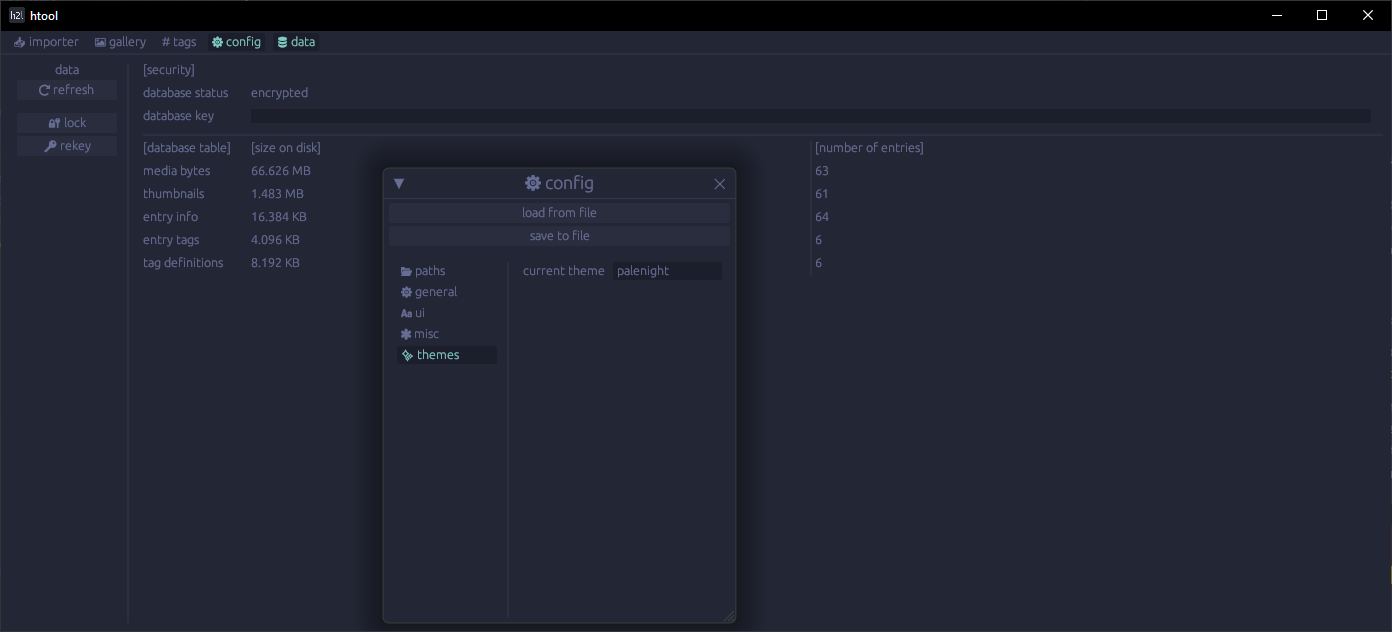 h2l htool
importer gallery # tags config data
data
refresh
lock
rekey
[security]
database status encrypted
database key
[database table] [size on disk] [number of entries]
media bytes 66.626 MB 63
thumbnails 1.483 MB 61
entry info 16.384 KB 64
entry tags 4.096 KB 6
tag definitions 8.192 KB 6
config
load from file
save to file
paths
general
Aa ui
misc
themes
current theme palenight